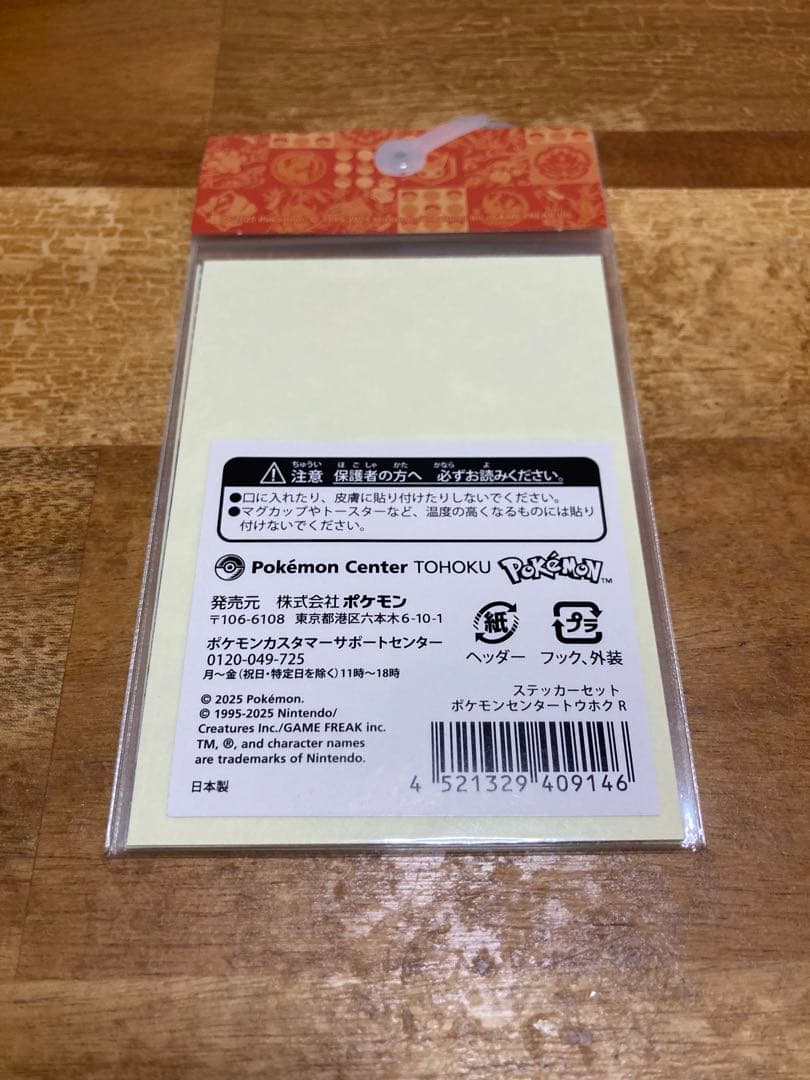 注意 保護者の方へ 必ずお読みください。
●口に入れたり、皮膚に貼り付けたりしないでください。
●マグカップやトースターなど、温度の高くなるものには貼り
付けないでください。
Pokémon Center TOHOKU POKÉMON™
発売元 株式会社ポケモン
〒106-6108 東京都港区六本木6-10-1
ポケモンカスタマーサポートセンター
0120-049-725
月～金(祝日・特定日を除く)11時～18時
紙 プラ
ヘッダー フック、外装
© 2025 Pokémon.
© 1995-2025 Nintendo/
Creatures Inc./GAME FREAK inc.
TM, ®, and character names
are trademarks of Nintendo.
日本製
ステッカーセット
ポケモンセンタートウホク R
4 521329 409146